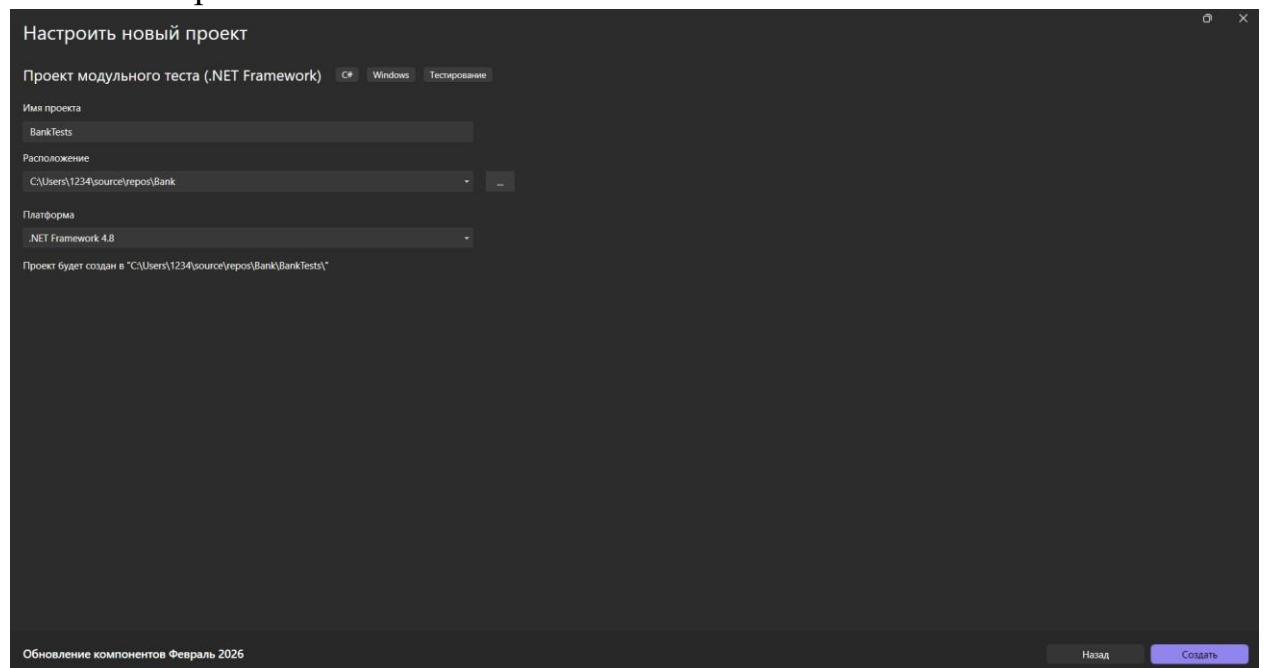 Настроить новый проект
Проект модульного теста (.NET Framework) C# Windows Тестирование
Имя проекта
BankTests
Расположение
C:\Users\1234\source\repos\Bank
...
Платформа
.NET Framework 4.8
Проект будет создан в "C:\Users\1234\source\repos\Bank\BankTests\"
Обновление компонентов Февраль 2026
Назад Создать